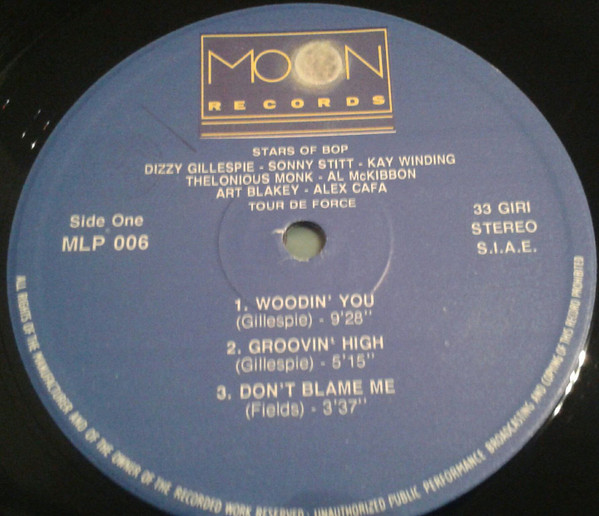 MOON
RECORDS
STARS OF BOP
DIZZY GILLESPIE - SONNY STITT - KAY WINDING
THELONIOUS MONK - AL McKIBBON
ART BLAKEY - ALEX CAFA
TOUR DE FORCE
Side One
MLP 006
33 GIRI
STEREO
S.I.A.E.
1. WOODIN' YOU
(Gillespie) - 9'28"
2. GROOVIN' HIGH
(Gillespie) - 5'15"
3. DON'T BLAME ME
(Fields) - 3'37"
ALL RIGHTS OF THE MANUFACTURER AND OF THE OWNER OF THE RECORDED WORK RESERVED - UNAUTHORIZED PUBLIC PERFORMANCE BROADCASTING AND COPYING OF THIS RECORD PROHIBITED